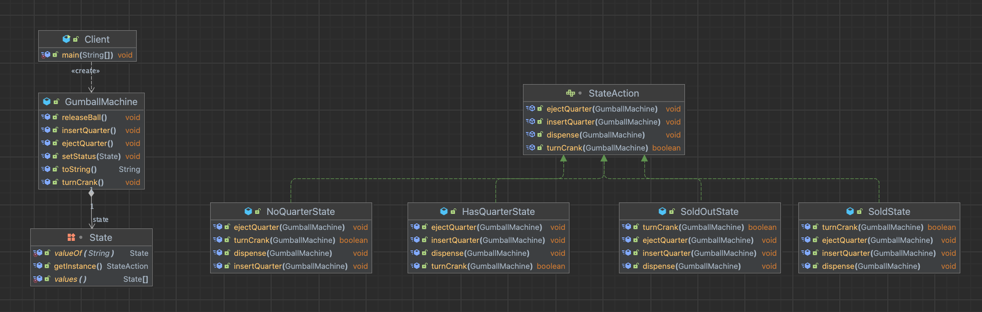 Client
main(String[]) void
«create»
GumballMachine
releaseBall() void
insertQuarter() void
ejectQuarter() void
setStatus(State) void
toString() String
turnCrank() void
1
state
State
valueOf (String) State
getInstance() StateAction
values () State[]
StateAction
ejectQuarter(GumballMachine) void
insertQuarter(GumballMachine) void
dispense(GumballMachine) void
turnCrank(GumballMachine) boolean
NoQuarterState
ejectQuarter(GumballMachine) void
turnCrank(GumballMachine) boolean
dispense(GumballMachine) void
insertQuarter(GumballMachine) void
HasQuarterState
ejectQuarter(GumballMachine) void
insertQuarter(GumballMachine) void
dispense(GumballMachine) void
turnCrank(GumballMachine) boolean
SoldOutState
turnCrank(GumballMachine) boolean
ejectQuarter(GumballMachine) void
insertQuarter(GumballMachine) void
dispense(GumballMachine) void
SoldState
turnCrank(GumballMachine) boolean
ejectQuarter(GumballMachine) void
insertQuarter(GumballMachine) void
dispense(GumballMachine) void